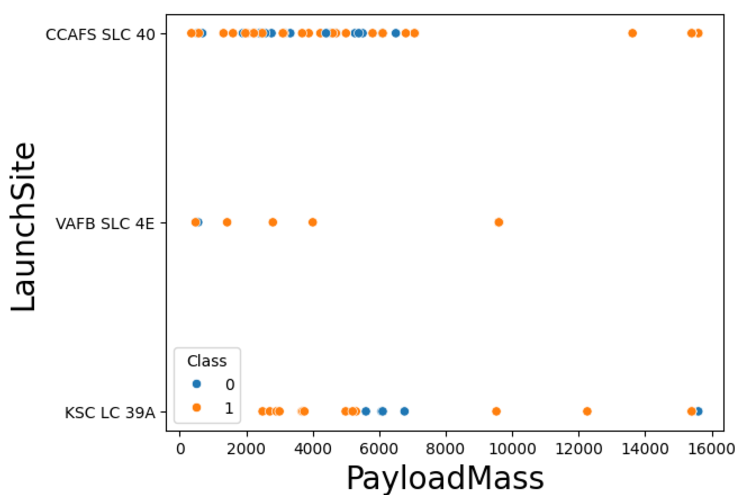 CCAFS SLC 40
VAFB SLC 4E
KSC LC 39A
LaunchSite
Class
0
1
0 2000 4000 6000 8000 10000 12000 14000 16000
PayloadMass